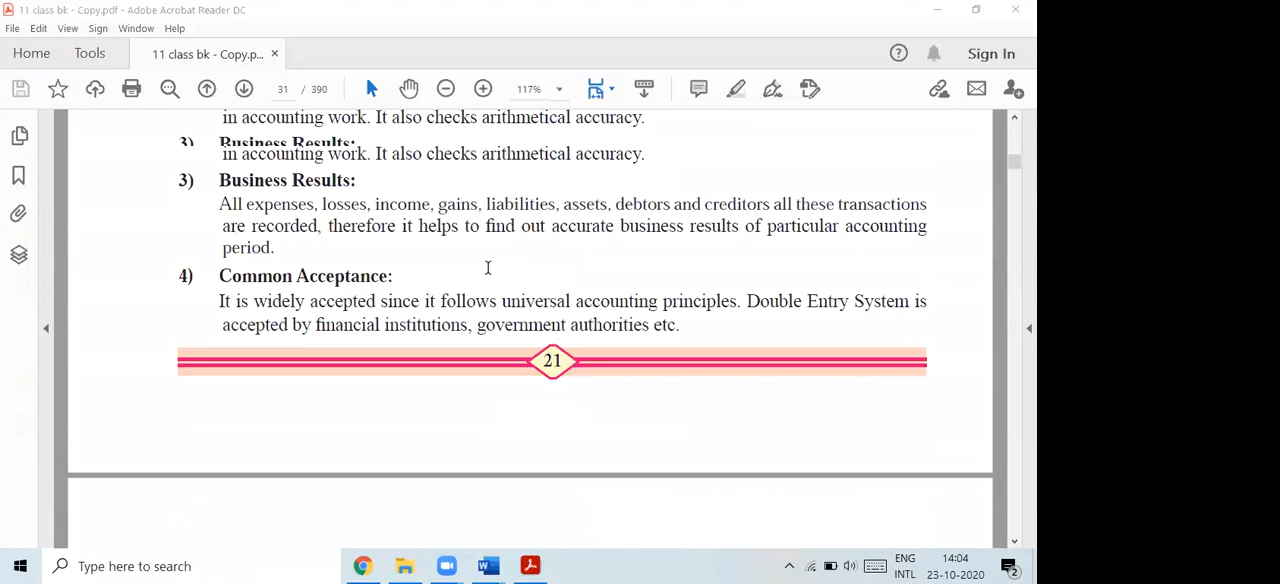 11 class bk - Copy.pdf - Adobe Acrobat Reader DC
File Edit View Sign Window Help
Home Tools 11 class bk - Copy.p... × Sign In
31 / 390 117%
in accounting work. It also checks arithmetical accuracy.
3) Business Results:
in accounting work. It also checks arithmetical accuracy.
3) Business Results:
All expenses, losses, income, gains, liabilities, assets, debtors and creditors all these transactions
are recorded, therefore it helps to find out accurate business results of particular accounting
period.
4) Common Acceptance:
It is widely accepted since it follows universal accounting principles. Double Entry System is
accepted by financial institutions, government authorities etc.
21
Type here to search
ENG 14:04
INTL 23-10-2020 2